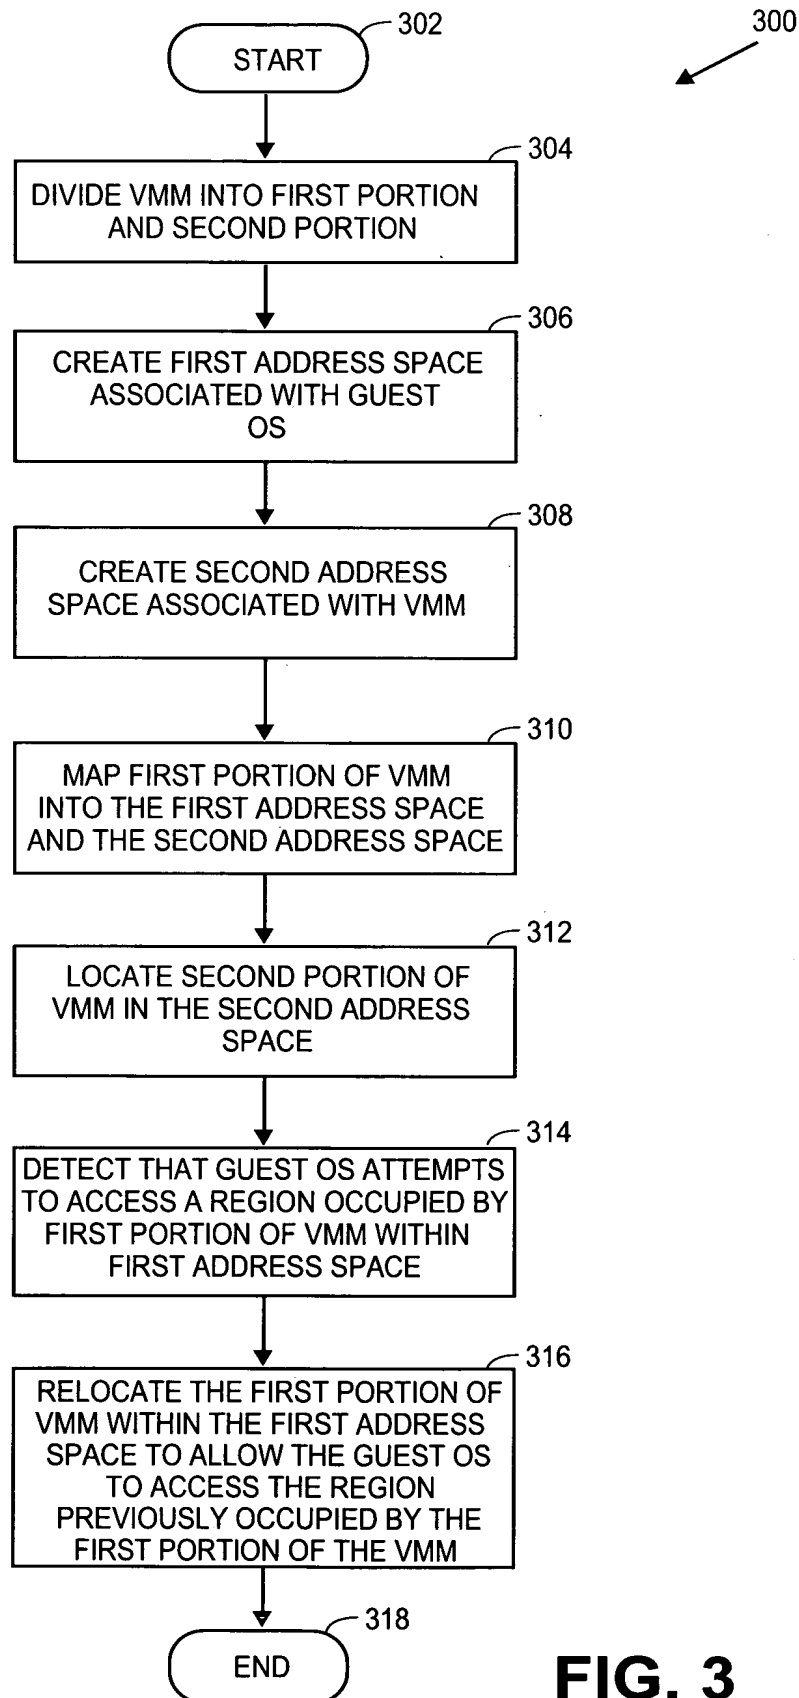 300
302
START
304
DIVIDE VMM INTO FIRST PORTION
AND SECOND PORTION
306
CREATE FIRST ADDRESS SPACE
ASSOCIATED WITH GUEST
OS
308
CREATE SECOND ADDRESS
SPACE ASSOCIATED WITH VMM
310
MAP FIRST PORTION OF VMM
INTO THE FIRST ADDRESS SPACE
AND THE SECOND ADDRESS SPACE
312
LOCATE SECOND PORTION OF
VMM IN THE SECOND ADDRESS
SPACE
314
DETECT THAT GUEST OS ATTEMPTS
TO ACCESS A REGION OCCUPIED BY
FIRST PORTION OF VMM WITHIN
FIRST ADDRESS SPACE
316
RELOCATE THE FIRST PORTION OF
VMM WITHIN THE FIRST ADDRESS
SPACE TO ALLOW THE GUEST OS
TO ACCESS THE REGION
PREVIOUSLY OCCUPIED BY THE
FIRST PORTION OF THE VMM
318
END
FIG. 3